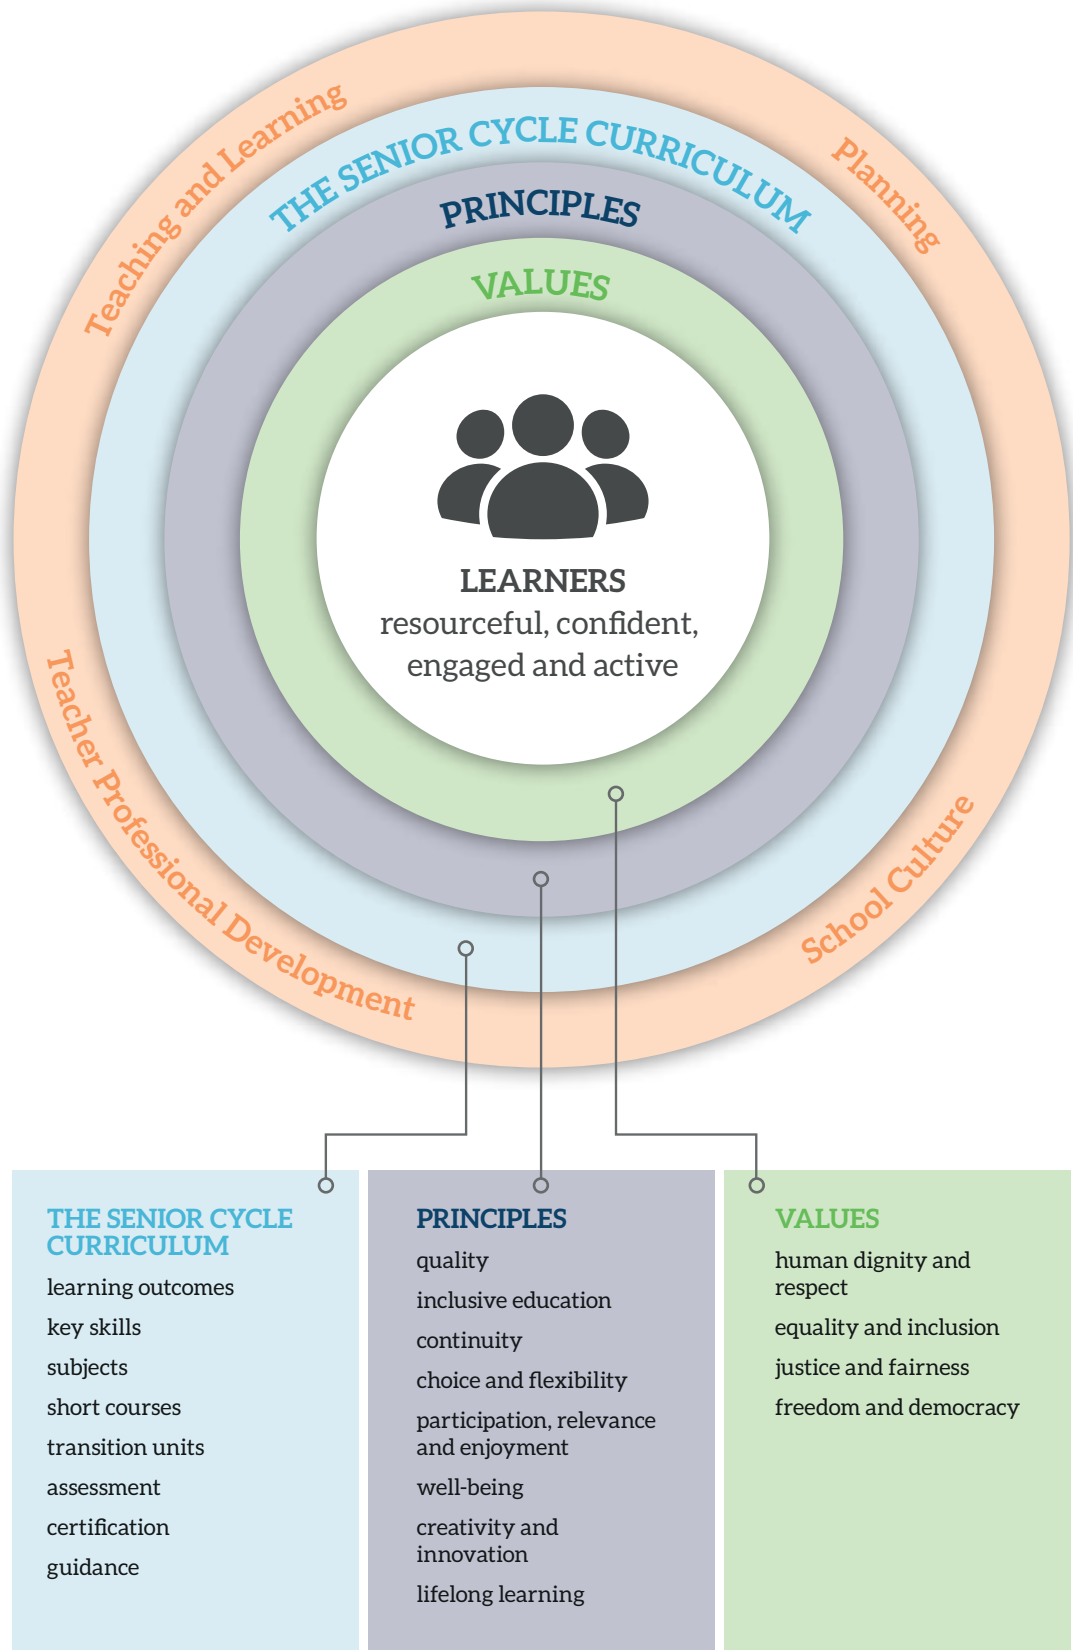 Teaching and Learning
Planning
THE SENIOR CYCLE CURRICULUM
PRINCIPLES
VALUES
LEARNERS
resourceful, confident,
engaged and active
Teacher Professional Development
School Culture
THE SENIOR CYCLE
CURRICULUM
learning outcomes
key skills
subjects
short courses
transition units
assessment
certification
guidance
PRINCIPLES
quality
inclusive education
continuity
choice and flexibility
participation, relevance
and enjoyment
well-being
creativity and
innovation
lifelong learning
VALUES
human dignity and
respect
equality and inclusion
justice and fairness
freedom and democracy